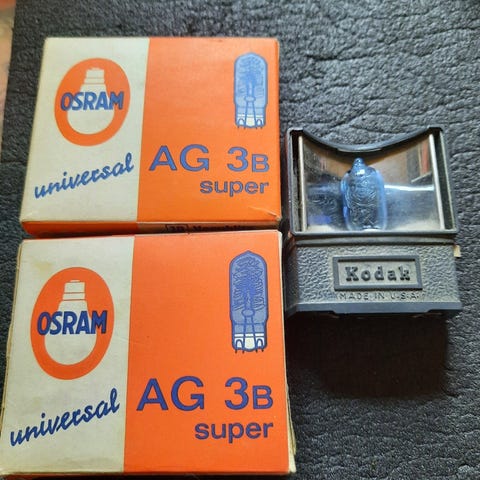 OSRAM
universal
AG 3B
super
OSRAM
universal
AG 3B
super
Kodak
MADE IN U.S.A.